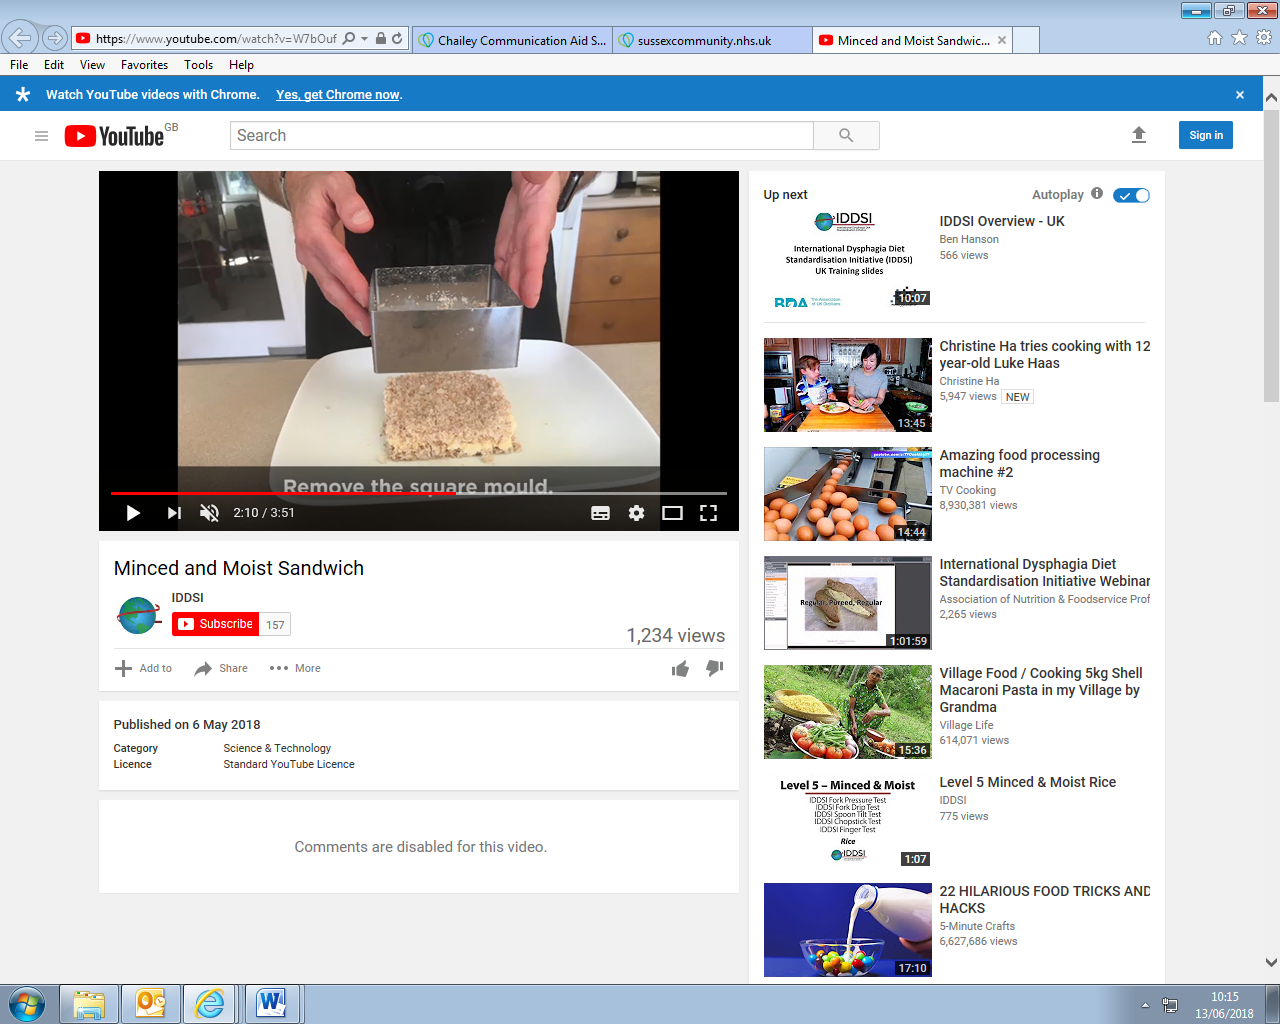 https://www.youtube.com/watch?v=W7bOuf
Chailey Communication Aid S...
sussexcommunity.nhs.uk
Minced and Moist Sandwic...
File Edit View Favorites Tools Help
Watch YouTube videos with Chrome. Yes, get Chrome now.
YouTube GB
Search
Sign in
Remove the square mould.
2:10 / 3:51
Minced and Moist Sandwich
IDDSI
Subscribe 157
1,234 views
Add to Share More
Published on 6 May 2018
Category Science & Technology
Licence Standard YouTube Licence
Comments are disabled for this video.
Up next Autoplay
IDDSI
International Dysphagia Diet
Standardisation Initiative (IDDSI)
UK Training slides
BDA The Association of UK Dietitians
10:07
IDDSI Overview - UK
Ben Hanson
566 views
13:45
Christine Ha tries cooking with 12
year-old Luke Haas
Christine Ha
5,947 views NEW
14:44
Amazing food processing
machine #2
TV Cooking
8,930,381 views
Regular, Pureed, Regular
1:01:59
International Dysphagia Diet
Standardisation Initiative Webinar
Association of Nutrition & Foodservice Prof
2,265 views
15:36
Village Food / Cooking 5kg Shell
Macaroni Pasta in my Village by
Grandma
Village Life
614,071 views
Level 5 – Minced & Moist
IDDSI Fork Pressure Test
IDDSI Fork Drip Test
IDDSI Spoon Tilt Test
IDDSI Chopstick Test
IDDSI Finger Test
Rice
IDDSI
1:07
Level 5 Minced & Moist Rice
IDDSI
775 views
17:10
22 HILARIOUS FOOD TRICKS AND
HACKS
5-Minute Crafts
6,627,686 views
10:15
13/06/2018